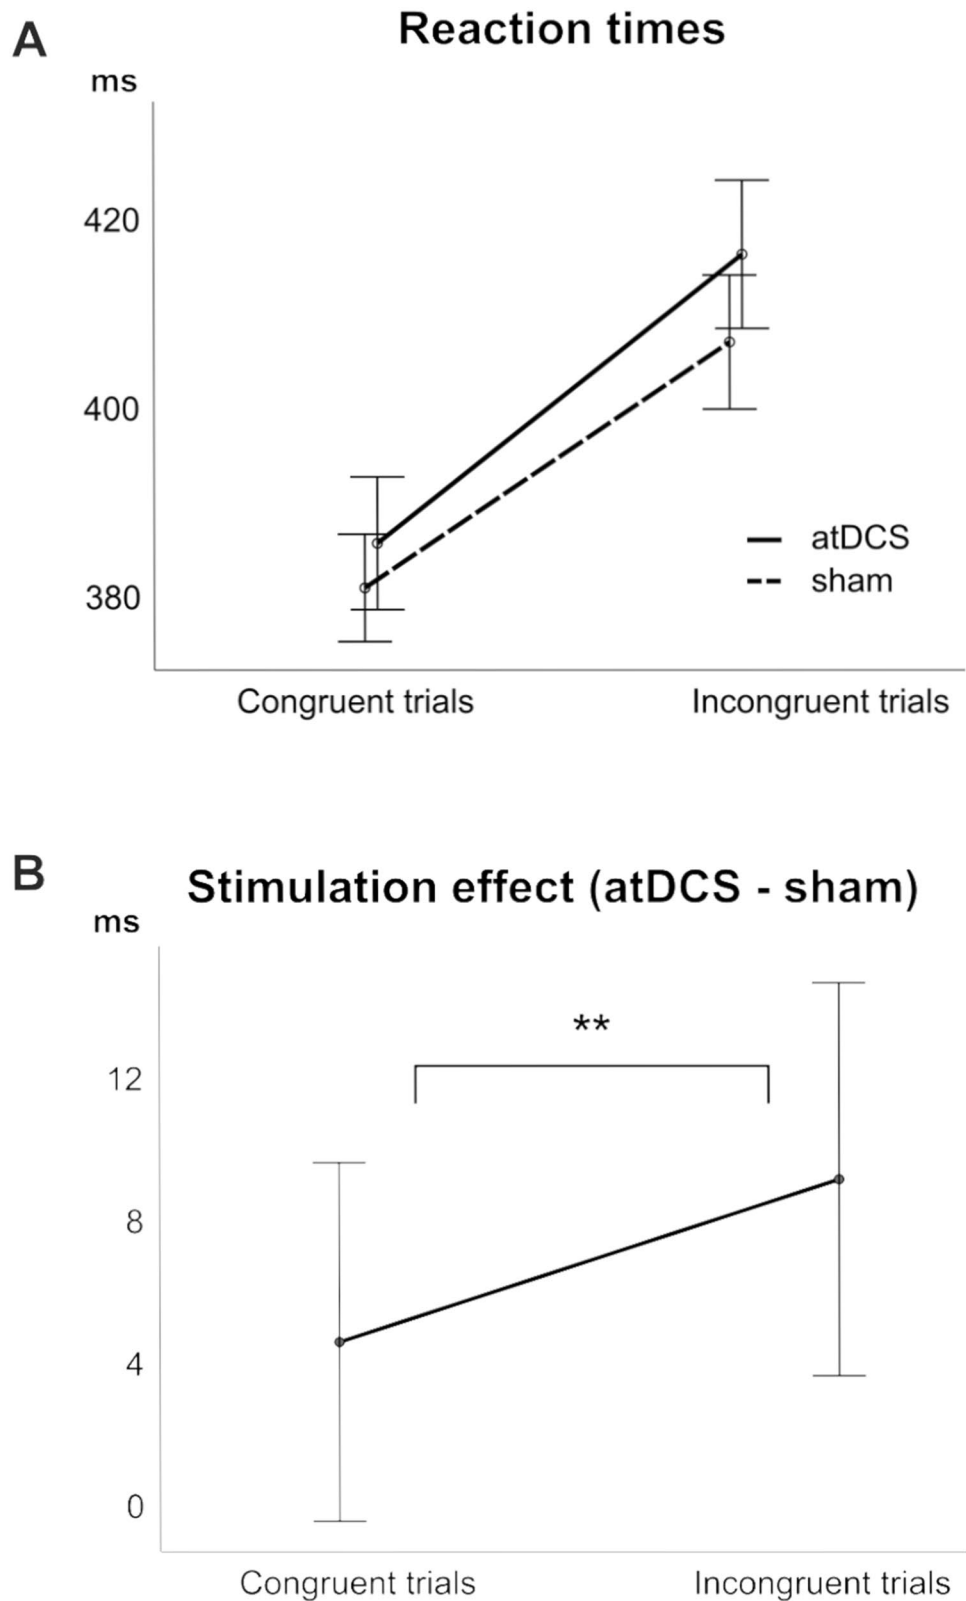 A
Reaction times
ms
420
400
380
atDCS
sham
Congruent trials
Incongruent trials
B
Stimulation effect (atDCS - sham)
ms
**
12
8
4
0
Congruent trials
Incongruent trials